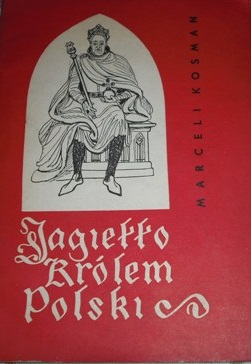 MARCELI KOSMAN
Jagiełło
Królem
Polski